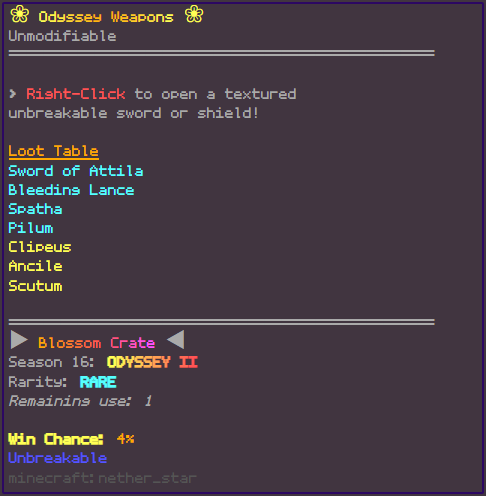 ❀ Odyssey Weapons ❀
Unmodifiable
> Right-Click to open a textured
unbreakable sword or shield!
Loot Table
Sword of Attila
Bleeding Lance
Spatha
Pilum
Clipeus
Ancile
Scutum
▶ Blossom Crate ◀
Season 16: ODYSSEY II
Rarity: RARE
Remaining use: 1
Win Chance: 4%
Unbreakable
minecraft:nether_star